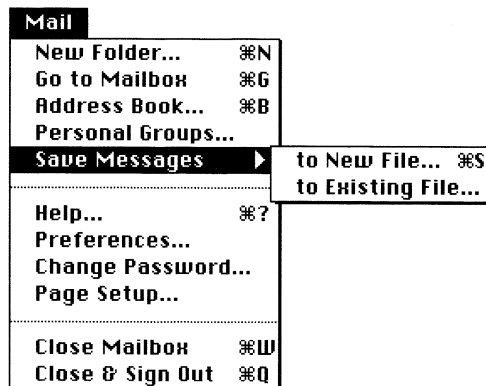 Mail
New Folder... ⌘N
Go to Mailbox ⌘G
Address Book... ⌘B
Personal Groups...
Save Messages ▶
to New File... ⌘S
to Existing File...
Help... ⌘?
Preferences...
Change Password...
Page Setup...
Close Mailbox ⌘W
Close & Sign Out ⌘Q